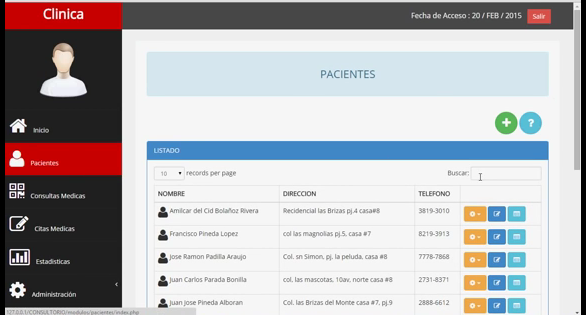 Clinica
Fecha de Acceso : 20 / FEB / 2015 Salir
PACIENTES
Inicio
Pacientes
Consultas Medicas
Citas Medicas
Estadisticas
Administración
+ ?
LISTADO
10 records per page Buscar:
NOMBRE DIRECCION TELEFONO
Amilcar del Cid Bolañoz Rivera Recidencial las Brizas pj.4 casa#8 3819-3010
Francisco Pineda Lopez col las magnolias pj.5, casa #7 8219-3913
Jose Ramon Padilla Araujo Col. sn Simon, pj. la peluda, casa #8 7778-7868
Juan Carlos Parada Bonilla col, las mascotas, 10av, norte casa #8 2731-8371
Juan Jose Pineda Alboran Col. las Brizas del Monte casa #7, pj.9 2888-6612
127.0.0.1/CONSULTORIO/modulos/pacientes/index.php